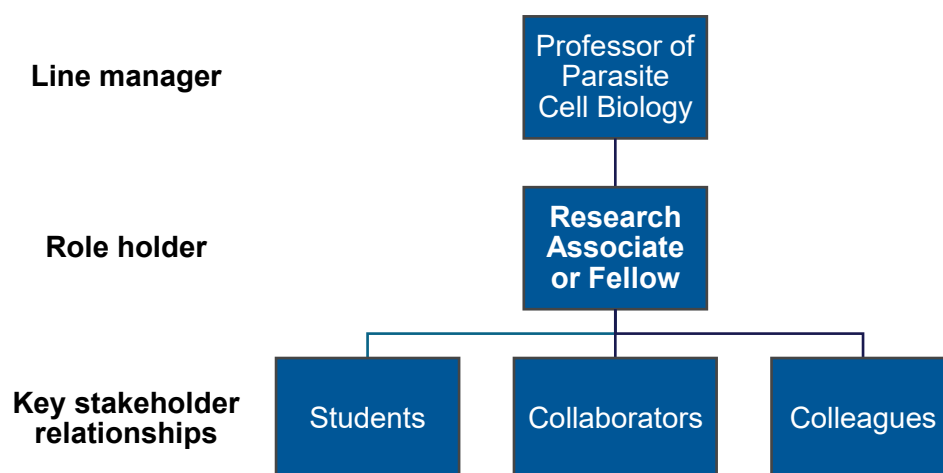 Line manager
Professor of
Parasite
Cell Biology
Role holder
Research
Associate
or Fellow
Key stakeholder
relationships
Students
Collaborators
Colleagues